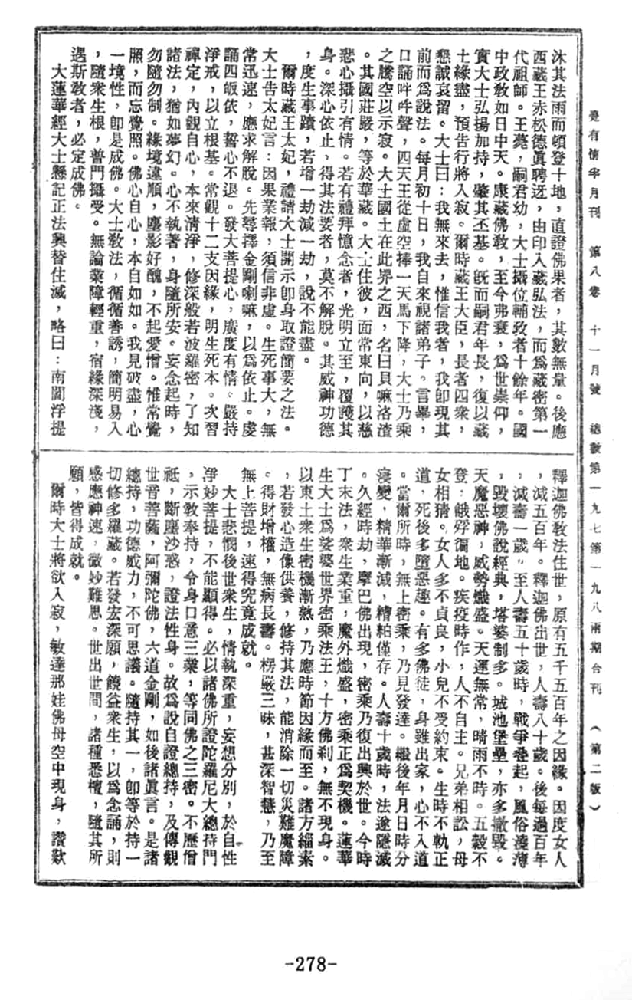 覺有情半月刊　第八卷　十一月號　總數第一九七第一九八兩期合刊　（第二版）
沐其法雨而頓登十地，直證佛果者，其數無量。後應
西藏王赤松德眞聘迓，由印入藏弘法，而爲藏密第一
代祖師。王薨，嗣君幼，大士攝位輔政者十餘年。國
中政敎如日中天。康藏佛敎，至今弗衰，爲世崇仰，
實大士弘揚加持，肇其丕基。旣而嗣君年長，復以藏
土緣盡，預告行將入寂。爾時藏王大臣，長者四衆，
懇誠哀留。大士曰：我無來去，惟信我者，我卽現其
前而爲說法。每月初十日，我自來視諸弟子。言畢，
口誦吽吽聲，四天王從虛空捧一天馬下降，大士乃乘
之騰空以示寂。大士國土在此界之西，名曰貝嘛洛渣
。其國莊嚴，等於華藏。大士住彼，面常東向，以慈
悲心攝引有情。若有禮拜憶念者，光明立至，覆護其
身。深心依止，得其法要者，莫不解脫。其威神功德
，度生事蹟，若增一劫減一劫，說不能盡。
爾時藏王太妃，禮請大士開示卽身取證簡要之法。
大士告太妃言：因果業報，須信非虛。生死事大，無
常迅速，應求解脫。先尋擇金剛喇嘛，以爲依止。虔
誦四皈依，誓心不退。發大菩提心，廣度有情。嚴持
淨戒，以立根基。常觀十二支因緣，明生死本。次習
禪定，內觀自心，本來清淨，修深般若波羅密，了知
諸法，猶如夢幻。心不執著，身隨所安。妄念起時，
勿隨勿制。緣境違順，塵影好醜，不起愛憎。惟常覺
照，而忘覺照。佛心自心，本自如如。我見破盡，心
一境性，卽是成佛。大士敎法，循循善誘，簡明易入
，隨衆生根，普門攝受。無論業障輕重，宿緣深淺，
遇斯敎者，必定成佛。
大蓮華經大士懸記正法興替住滅，略曰：南閻浮提
釋迦佛敎法住世，原有五千五百年之因緣。因度女人
，減五百年。釋迦佛出世，人壽八十歲。後每過百年
，減壽一歲。至人壽五十歲時，戰爭疊起，風俗澆薄
，毀壞佛說經典，塔婆制多。城池堡壘，亦多撤毀。
天魔惡神，威勢熾盛。天運無常，晴雨不時。五穀不
登，餓殍徧地。疾疫時作，人不自主。兄弟相訟，母
女相猜。女人多不貞良，小兒不受約束。生時不軌正
道，死後多墮惡趣。有多佛徒，身雖出家，心不入道
。當爾所時，無上密乘，乃見發達。繼後年月日時分
寖變，精華漸減，糟粕僅存。人壽十歲時，法遂隱滅
。久經時劫，摩巴佛出現，密乘乃復出興於世。今時
丁末法，衆生業重，魔外熾盛，密乘正爲契機。蓮華
生大士爲娑婆世界密乘法王，十方佛刹，無不現身。
以東土衆生密機漸熟，乃應時節因緣而至。諸方緇素
，若發心造像供養，修持其法，能消除一切災難魔障
。得財增權，無病長壽。楞嚴三昧，甚深智慧，乃至
無上菩提，速得究竟成就。
大士悲憫後世衆生，情執深重，妄想分別，於自性
淨妙菩提，不能顯得。必以諸佛所證陀羅尼大總持門
，示敎奉持，令身口意三業，等同佛之三密。不歷僧
祇，斷塵沙惑，證法性身。故爲說自證總持，及傳觀
世音菩薩，阿彌陀佛，六道金剛，如後諸眞言。是諸
總持，功德威力，不可思議。隨持其一，卽等於持一
切修多羅藏。若發宏深願，饒益衆生，以爲念誦，則
感應神速，微妙難思。世出世間，諸種悉檀，隨其所
願，皆得成就。
爾時大士將欲入寂，敏達那娃佛母空中現身，讚歎
-278-